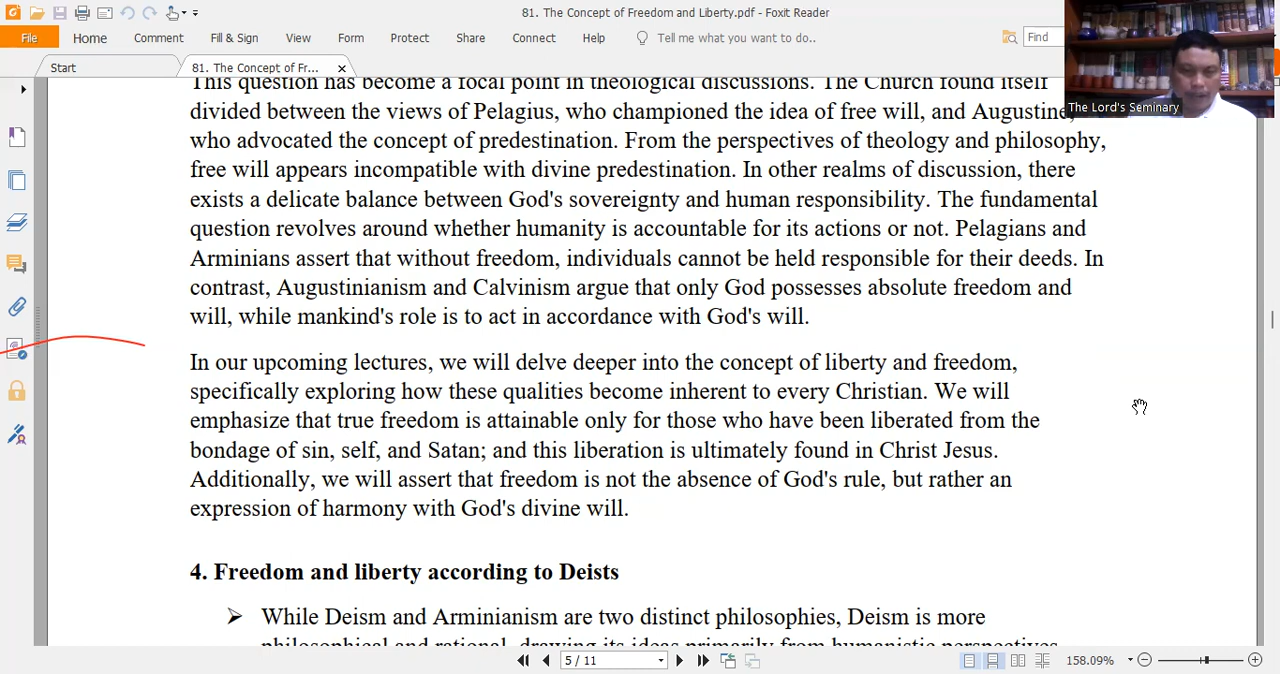 81. The Concept of Freedom and Liberty.pdf - Foxit Reader
File Home Comment Fill & Sign View Form Protect Share Connect Help Tell me what you want to do.. Find
Start 81. The Concept of Fr...
The Lord's Seminary
This question has become a focal point in theological discussions. The Church found itself
divided between the views of Pelagius, who championed the idea of free will, and Augustine,
who advocated the concept of predestination. From the perspectives of theology and philosophy,
free will appears incompatible with divine predestination. In other realms of discussion, there
exists a delicate balance between God's sovereignty and human responsibility. The fundamental
question revolves around whether humanity is accountable for its actions or not. Pelagians and
Arminians assert that without freedom, individuals cannot be held responsible for their deeds. In
contrast, Augustinianism and Calvinism argue that only God possesses absolute freedom and
will, while mankind's role is to act in accordance with God's will.
In our upcoming lectures, we will delve deeper into the concept of liberty and freedom,
specifically exploring how these qualities become inherent to every Christian. We will
emphasize that true freedom is attainable only for those who have been liberated from the
bondage of sin, self, and Satan; and this liberation is ultimately found in Christ Jesus.
Additionally, we will assert that freedom is not the absence of God's rule, but rather an
expression of harmony with God's divine will.
4. Freedom and liberty according to Deists
While Deism and Arminianism are two distinct philosophies, Deism is more
philosophical and rational, drawing its ideas primarily from humanistic perspectives
5 / 11
158.09%